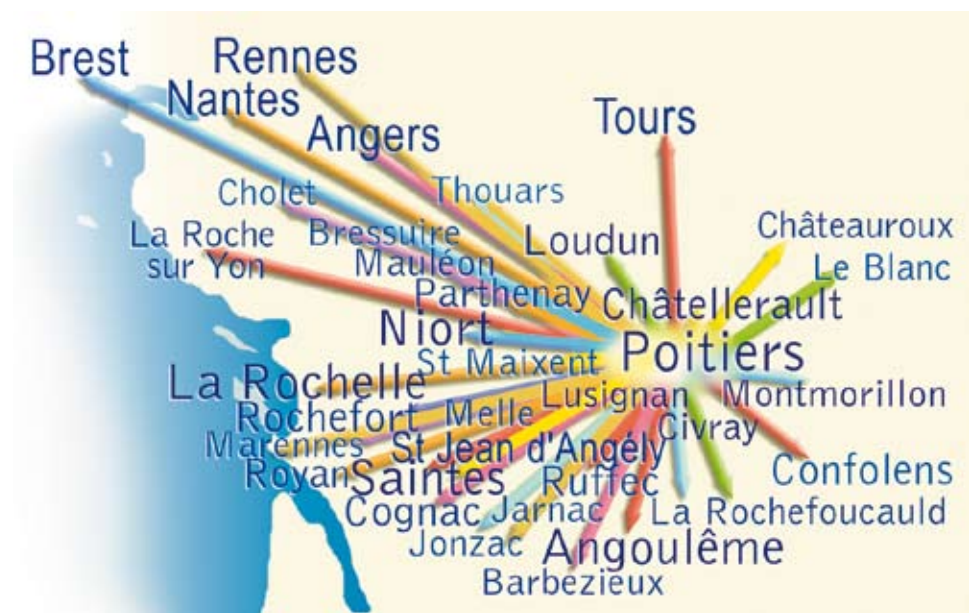 Brest
Rennes
Nantes
Angers
Tours
Cholet
Thouars
La Roche
sur Yon
Bressuire
Mauléon
Loudun
Châteauroux
Le Blanc
Parthenay
Châtellerault
Niort
St Maixent
Poitiers
La Rochelle
Lusignan
Montmorillon
Rochefort
Melle
Civray
Marennes
St Jean d'Angély
Royan
Saintes
Ruffec
Confolens
Cognac
Jarnac
La Rochefoucauld
Jonzac
Angoulême
Barbezieux